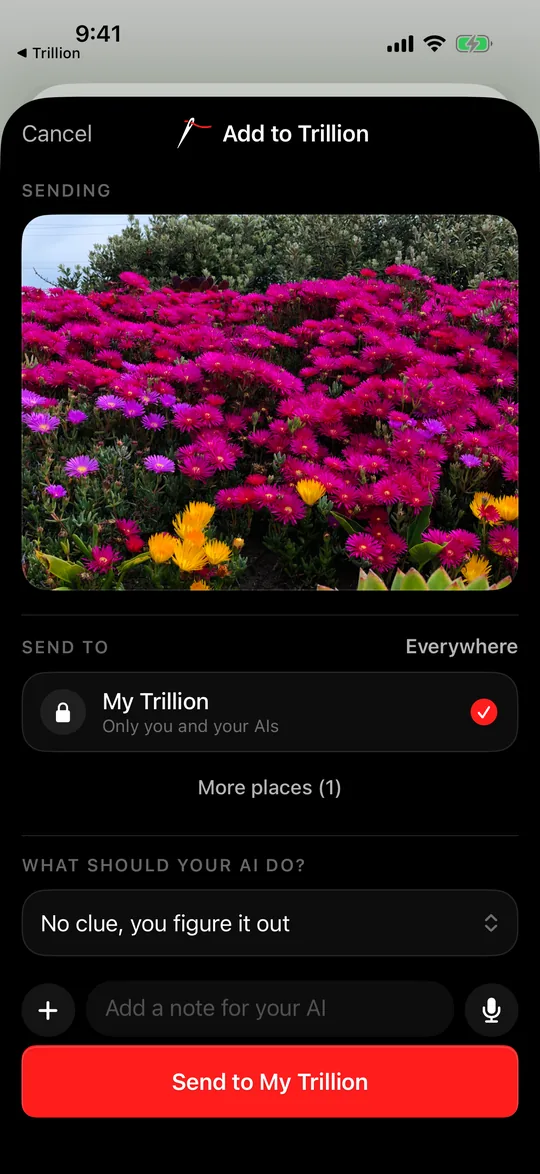 9:41
◀ Trillion
Cancel
Add to Trillion
SENDING
SEND TO
Everywhere
My Trillion
Only you and your AIs
More places (1)
WHAT SHOULD YOUR AI DO?
No clue, you figure it out
Add a note for your AI
Send to My Trillion